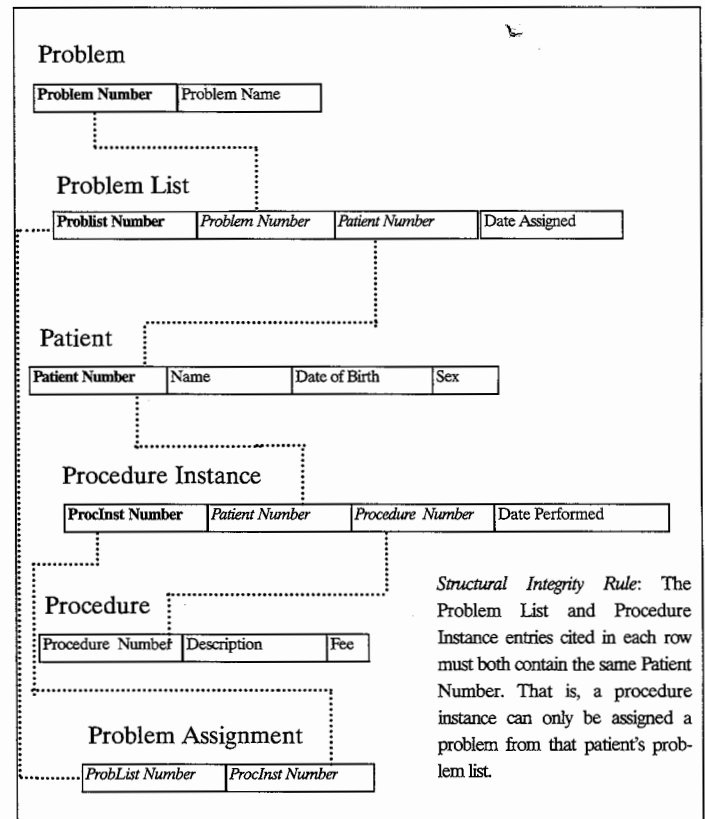 Problem
Problem Number Problem Name
Problem List
Problist Number Problem Number Patient Number Date Assigned
Patient
Patient Number Name Date of Birth Sex
Procedure Instance
ProcInst Number Patient Number Procedure Number Date Performed
Procedure
Procedure Number Description Fee
Problem Assignment
ProbList Number ProcInst Number
Structural Integrity Rule: The
Problem List and Procedure
Instance entries cited in each row
must both contain the same Patient
Number. That is, a procedure
instance can only be assigned a
problem from that patient's prob-
lem list.